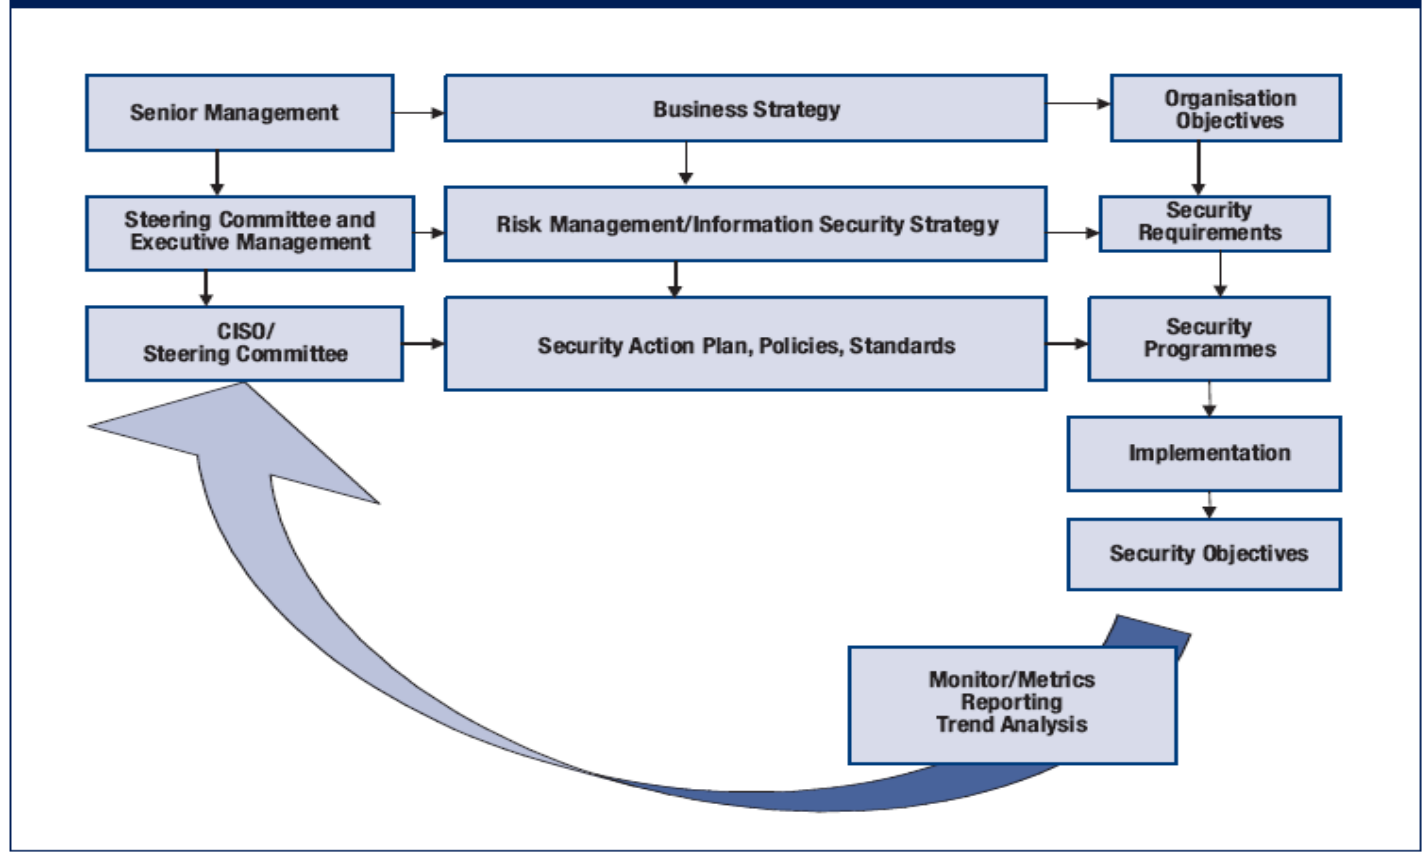 Senior Management
Business Strategy
Organisation
Objectives
Steering Committee and
Executive Management
Risk Management/Information Security Strategy
Security
Requirements
CISO/
Steering Committee
Security Action Plan, Policies, Standards
Security
Programmes
Implementation
Security Objectives
Monitor/Metrics
Reporting
Trend Analysis